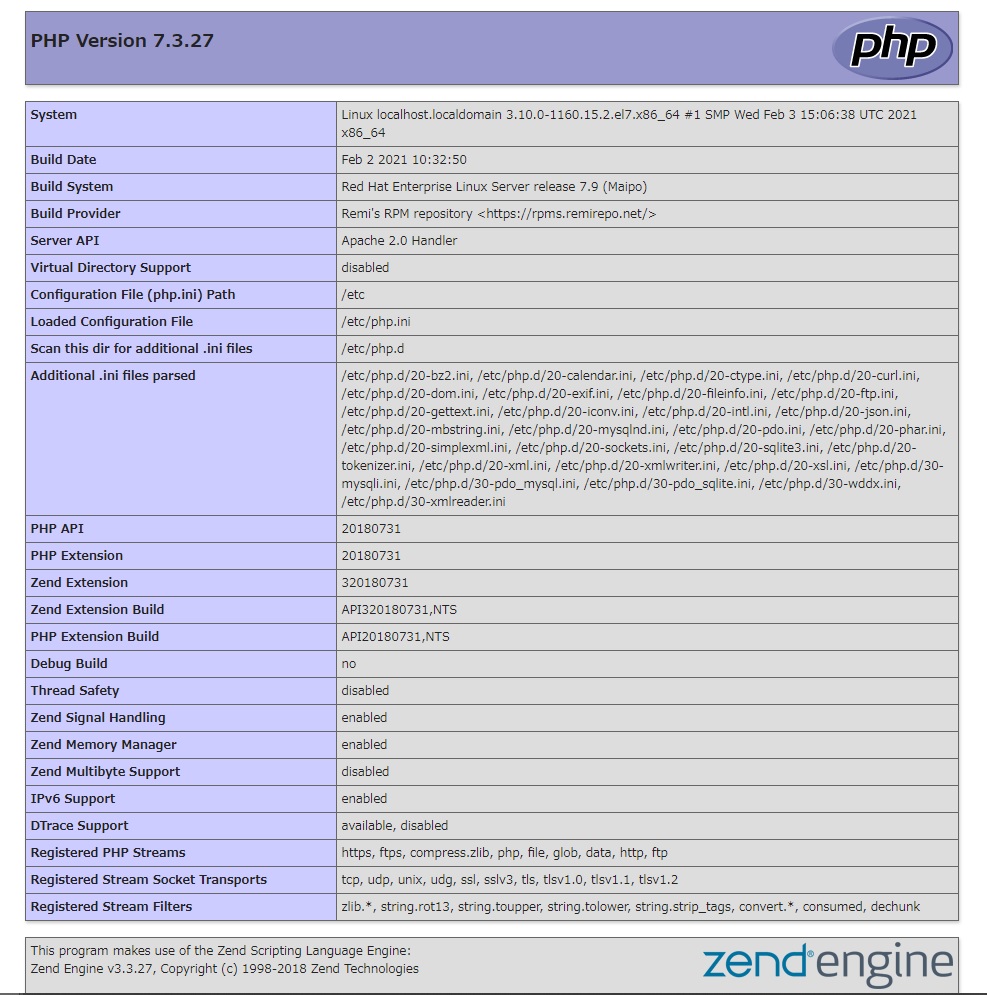 PHP Version 7.3.27
php
System
Linux localhost.localdomain 3.10.0-1160.15.2.el7.x86_64 #1 SMP Wed Feb 3 15:06:38 UTC 2021
x86_64
Build Date
Feb 2 2021 10:32:50
Build System
Red Hat Enterprise Linux Server release 7.9 (Maipo)
Build Provider
Remi's RPM repository <https://rpms.remirepo.net/>
Server API
Apache 2.0 Handler
Virtual Directory Support
disabled
Configuration File (php.ini) Path
/etc
Loaded Configuration File
/etc/php.ini
Scan this dir for additional .ini files
/etc/php.d
Additional .ini files parsed
/etc/php.d/20-bz2.ini, /etc/php.d/20-calendar.ini, /etc/php.d/20-ctype.ini, /etc/php.d/20-curl.ini,
/etc/php.d/20-dom.ini, /etc/php.d/20-exif.ini, /etc/php.d/20-fileinfo.ini, /etc/php.d/20-ftp.ini,
/etc/php.d/20-gettext.ini, /etc/php.d/20-iconv.ini, /etc/php.d/20-intl.ini, /etc/php.d/20-json.ini,
/etc/php.d/20-mbstring.ini, /etc/php.d/20-mysqlnd.ini, /etc/php.d/20-pdo.ini, /etc/php.d/20-phar.ini,
/etc/php.d/20-simplexml.ini, /etc/php.d/20-sockets.ini, /etc/php.d/20-sqlite3.ini, /etc/php.d/20-
tokenizer.ini, /etc/php.d/20-xml.ini, /etc/php.d/20-xmlwriter.ini, /etc/php.d/20-xsl.ini, /etc/php.d/30-
mysqli.ini, /etc/php.d/30-pdo_mysql.ini, /etc/php.d/30-pdo_sqlite.ini, /etc/php.d/30-wddx.ini,
/etc/php.d/30-xmlreader.ini
PHP API
20180731
PHP Extension
20180731
Zend Extension
320180731
Zend Extension Build
API320180731,NTS
PHP Extension Build
API20180731,NTS
Debug Build
no
Thread Safety
disabled
Zend Signal Handling
enabled
Zend Memory Manager
enabled
Zend Multibyte Support
disabled
IPv6 Support
enabled
DTrace Support
available, disabled
Registered PHP Streams
https, ftps, compress.zlib, php, file, glob, data, http, ftp
Registered Stream Socket Transports
tcp, udp, unix, udg, ssl, sslv3, tls, tlsv1.0, tlsv1.1, tlsv1.2
Registered Stream Filters
zlib.*, string.rot13, string.toupper, string.tolower, string.strip_tags, convert.*, consumed, dechunk
This program makes use of the Zend Scripting Language Engine:
Zend Engine v3.3.27, Copyright (c) 1998-2018 Zend Technologies
zend®engine